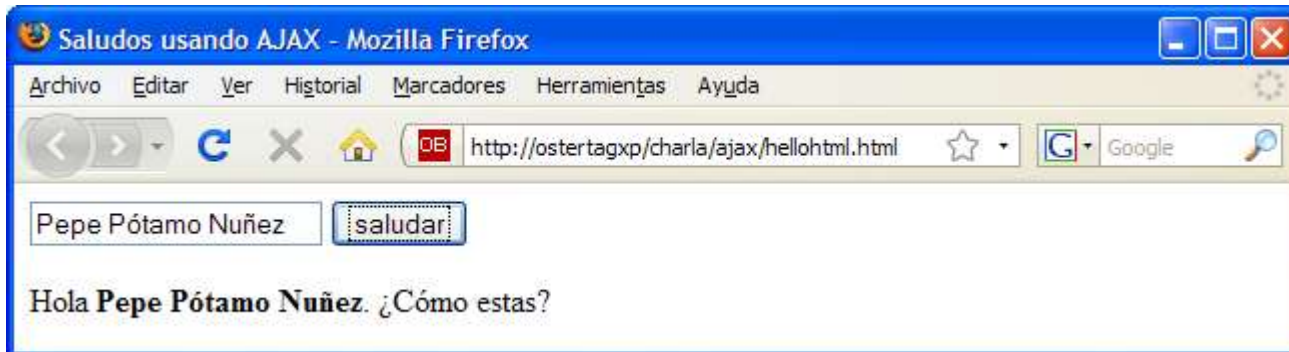 Saludos usando AJAX - Mozilla Firefox
Archivo Editar Ver Historial Marcadores Herramientas Ayuda
OB http://ostertagxp/charla/ajax/hellohtml.html G Google
Pepe Pótamo Nuñez saludar
Hola Pepe Pótamo Nuñez. ¿Cómo estas?